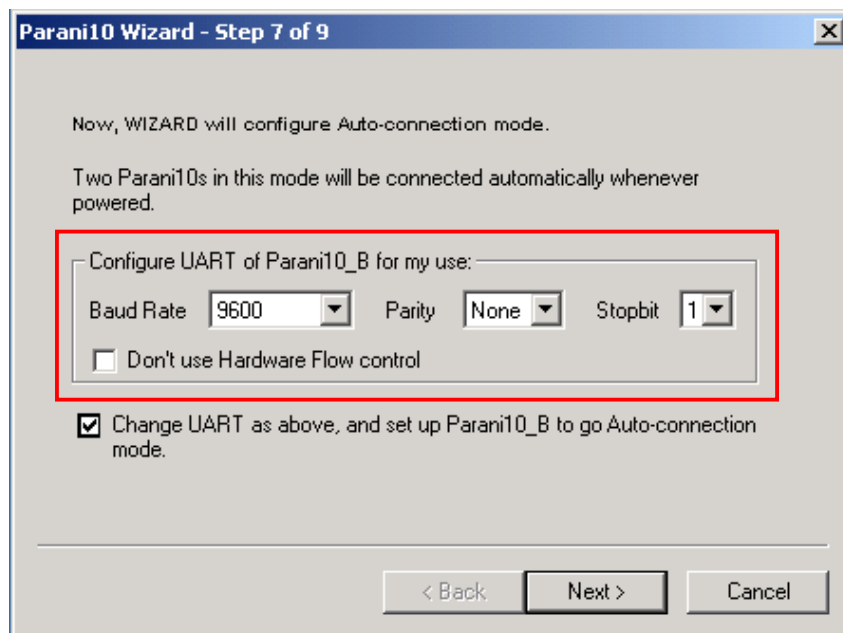 Parani10 Wizard - Step 7 of 9
Now, WIZARD will configure Auto-connection mode.
Two Parani10s in this mode will be connected automatically whenever
powered.
Configure UART of Parani10_B for my use:
Baud Rate 9600 Parity None Stopbit 1
Don't use Hardware Flow control
Change UART as above, and set up Parani10_B to go Auto-connection
mode.
< Back Next > Cancel